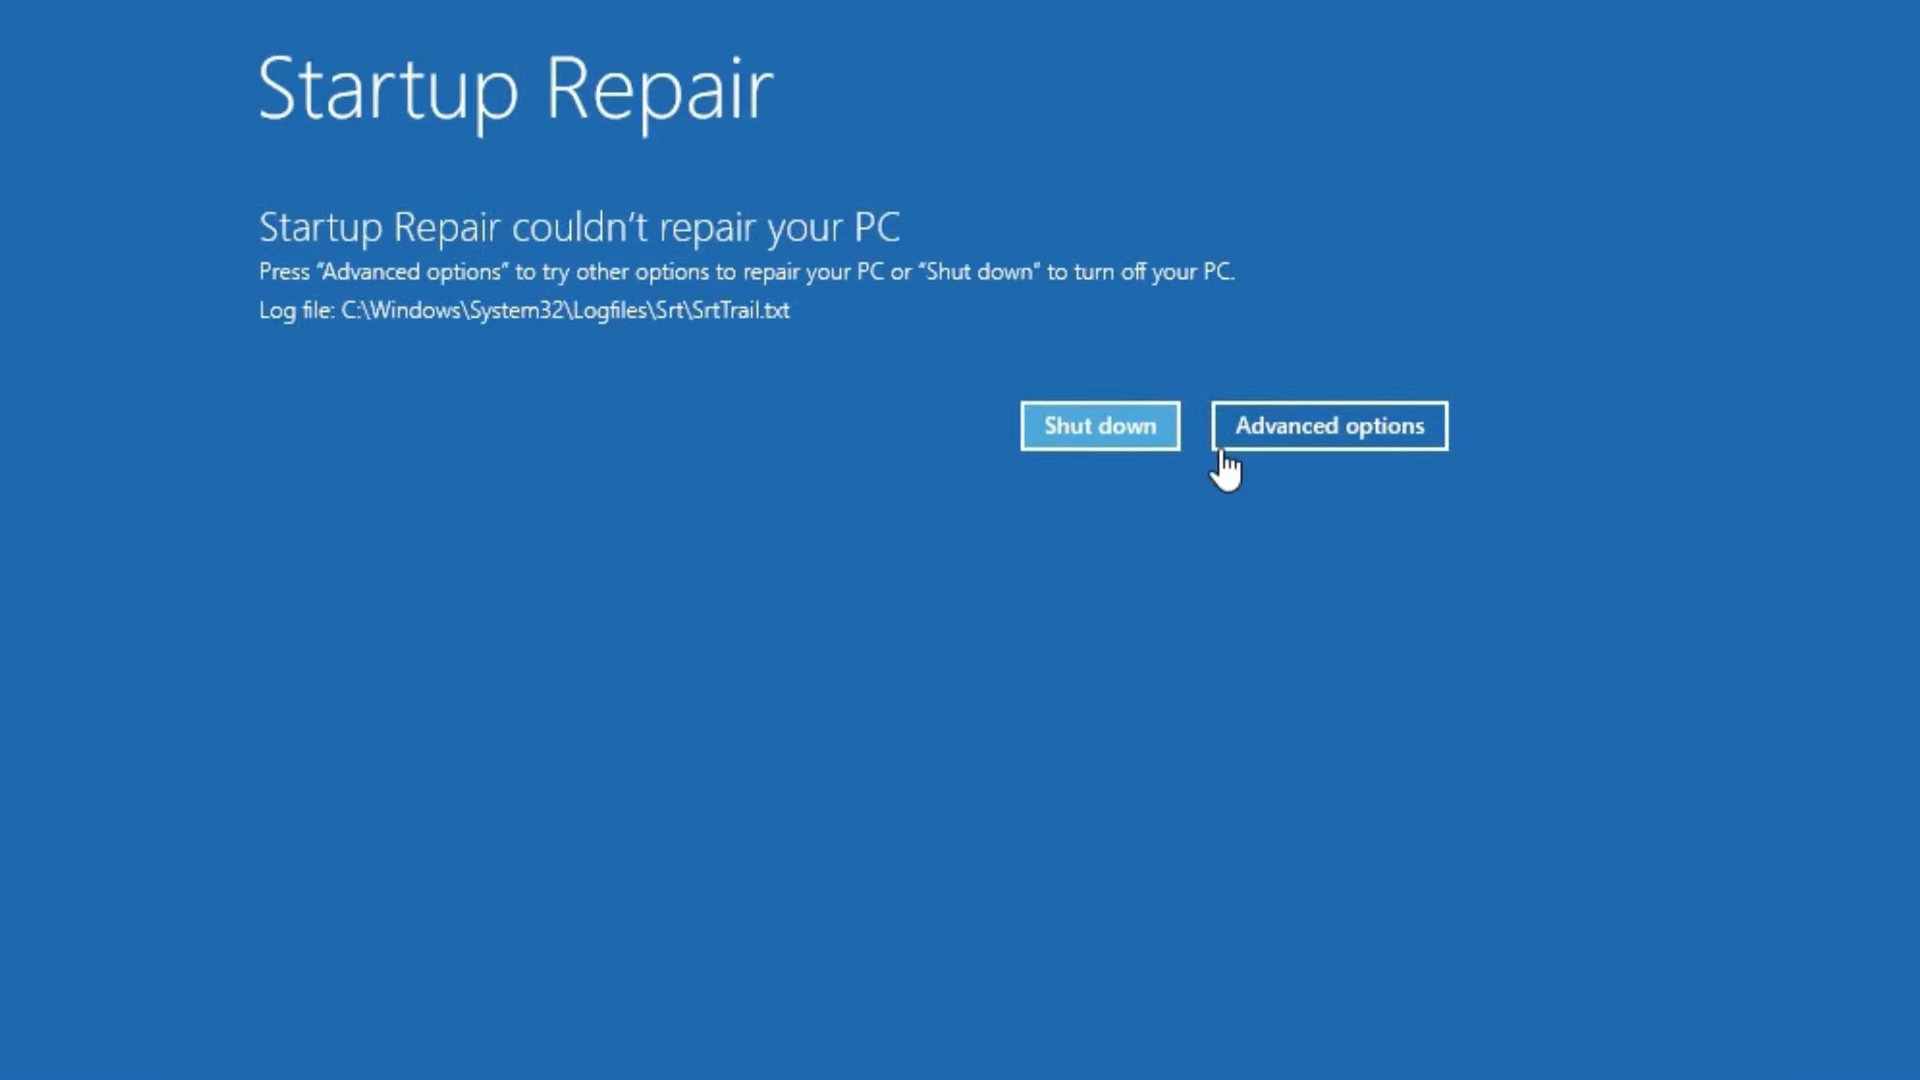 Startup Repair
Startup Repair couldn't repair your PC
Press “Advanced options” to try other options to repair your PC or “Shut down” to turn off your PC.
Log file: C:\Windows\System32\Logfiles\Srt\SrtTrail.txt
Shut down
Advanced options